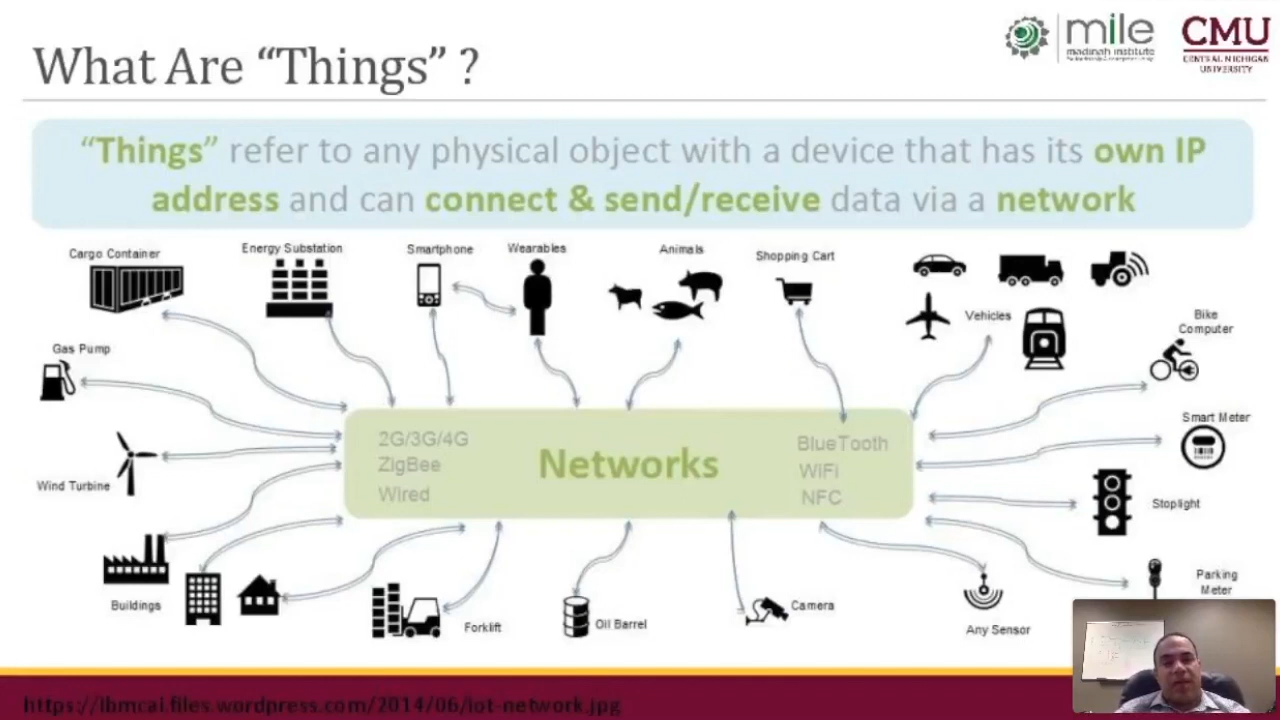 What Are “Things” ?
mile
madinah institute
CMU
CENTRAL MICHIGAN
UNIVERSITY
“Things” refer to any physical object with a device that has its own IP
address and can connect & send/receive data via a network
Cargo Container
Energy Substation
Smartphone
Wearables
Animals
Shopping Cart
Vehicles
Bike
Computer
Gas Pump
Smart Meter
Wind Turbine
Stoplight
2G/3G/4G
ZigBee
Wired
Networks
BlueTooth
WiFi
NFC
Parking
Meter
Buildings
Forklift
Oil Barrel
Camera
Any Sensor
https://ibmcai.files.wordpress.com/2014/06/iot-network.jpg